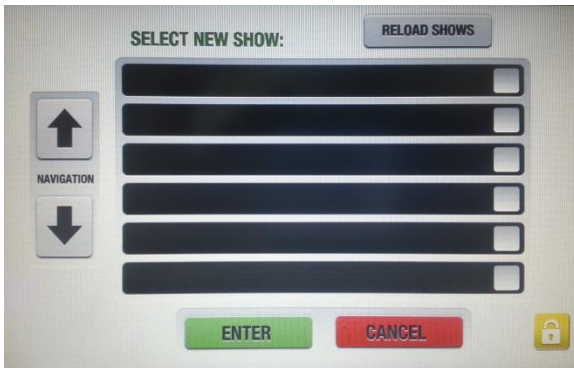 SELECT NEW SHOW:
RELOAD SHOWS
NAVIGATION
ENTER
CANCEL